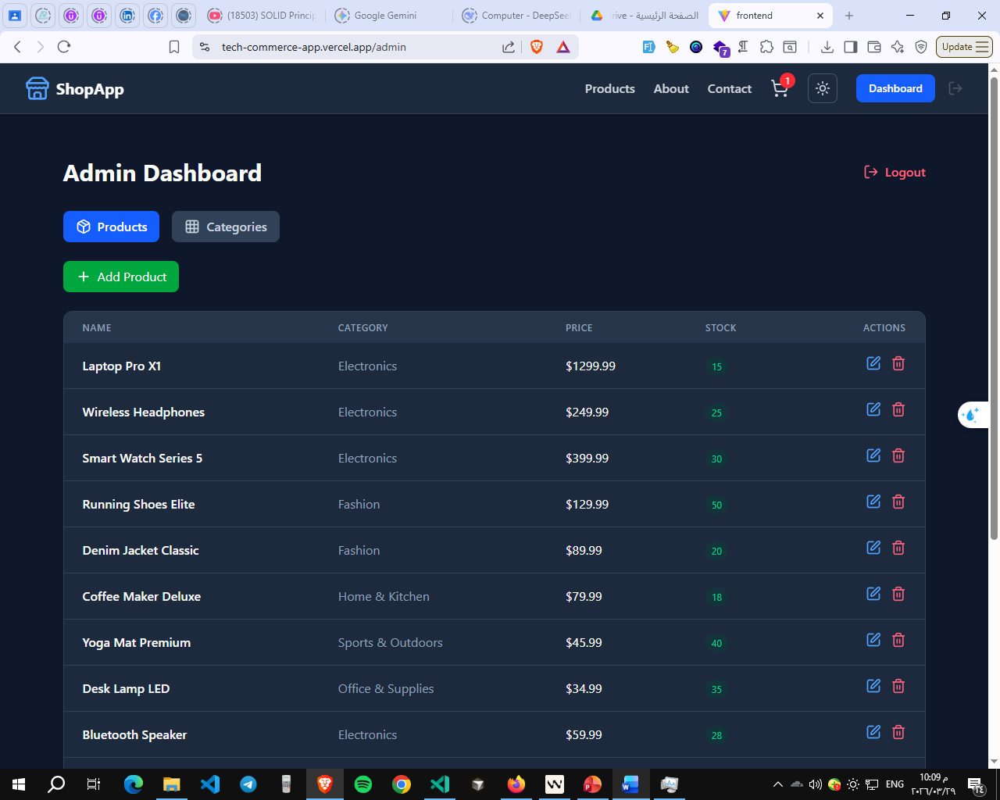 (18503) SOLID Princip
Google Gemini
Computer - DeepSee
الصفحة الرئيسية - rive
frontend
tech-commerce-app.vercel.app/admin
7
Update
ShopApp
Products
About
Contact
1
Dashboard
Admin Dashboard
Logout
Products
Categories
Add Product
NAME CATEGORY PRICE STOCK ACTIONS
Laptop Pro X1 Electronics $1299.99 15
Wireless Headphones Electronics $249.99 25
Smart Watch Series 5 Electronics $399.99 30
Running Shoes Elite Fashion $129.99 50
Denim Jacket Classic Fashion $89.99 20
Coffee Maker Deluxe Home & Kitchen $79.99 18
Yoga Mat Premium Sports & Outdoors $45.99 40
Desk Lamp LED Office & Supplies $34.99 35
Bluetooth Speaker Electronics $59.99 28
ENG
10:09 م
٢٠٢٦/٠٣/٢٩
٢٤